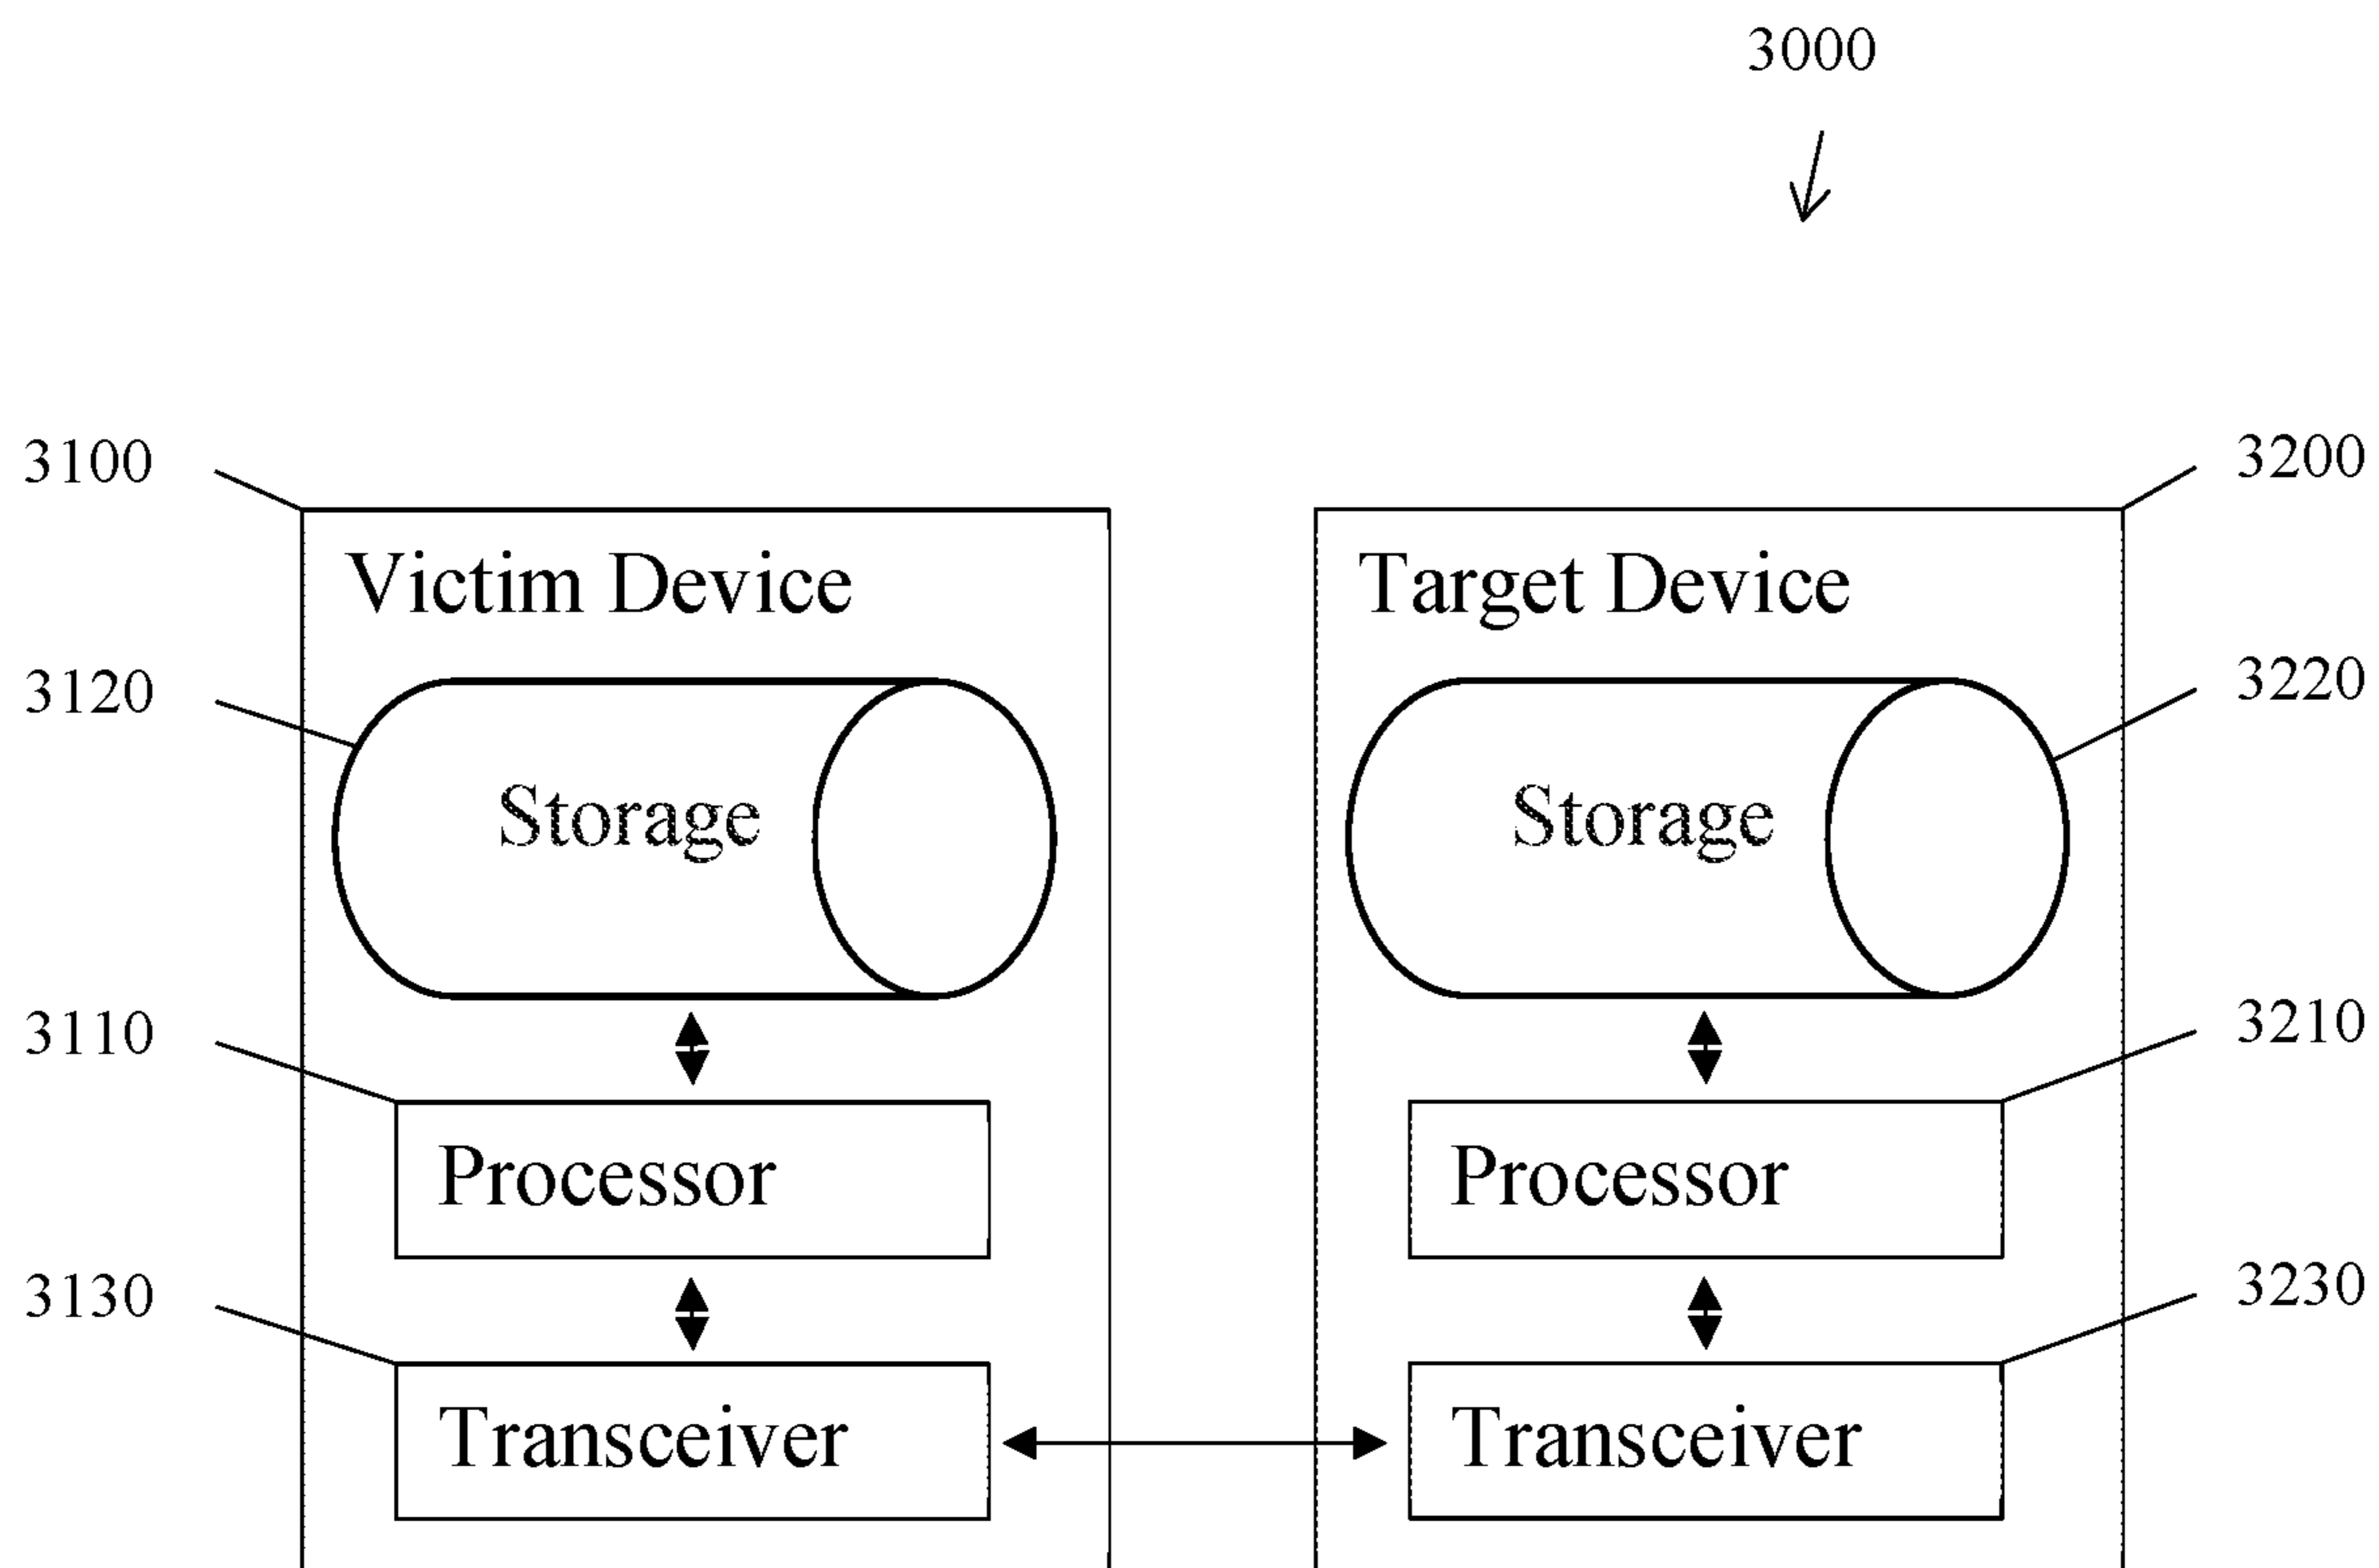 3000
3100
3200
Victim Device
Target Device
3120
3220
Storage
Storage
3110
3210
Processor
Processor
3130
3230
Transceiver
Transceiver